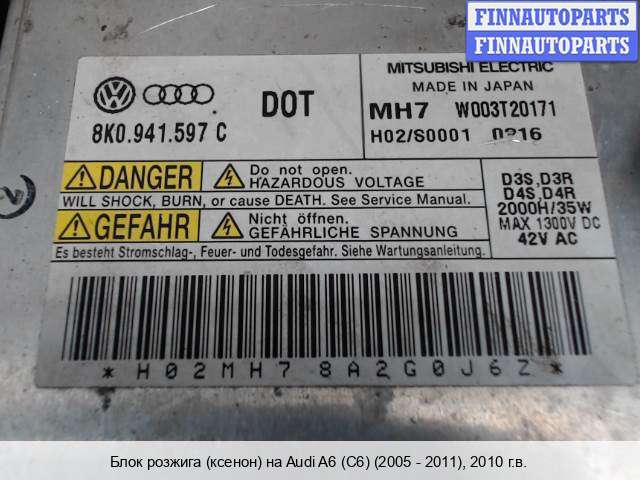 FINNAUTOPARTS
FINNAUTOPARTS
MITSUBISHI ELECTRIC
MADE IN JAPAN
DOT
MH7 W003T20171
8K0.941.597 C
H02/S0001 0216
DANGER
Do not open.
HAZARDOUS VOLTAGE
WILL SHOCK, BURN, or cause DEATH. See Service Manual.
GEFAHR
Nicht öffnen.
GEFÄHRLICHE SPANNUNG
Es besteht Stromschlag-, Feuer- und Todesgefahr. Siehe Wartungsanleitung.
D3S,D3R
D4S,D4R
2000H/35W
MAX 1300V DC
42V AC
*H02MH78A2G0J6Z*
Блок розжига (ксенон) на Audi A6 (C6) (2005 - 2011), 2010 г.в.